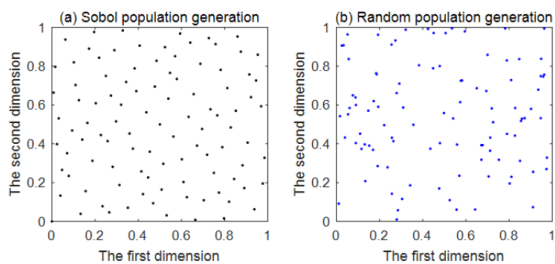 (a) Sobol population generation
1
0.8
0.6
0.4
0.2
0
0 0.2 0.4 0.6 0.8 1
The second dimension
The first dimension
(b) Random population generation
1
0.8
0.6
0.4
0.2
0
0 0.2 0.4 0.6 0.8 1
The second dimension
The first dimension